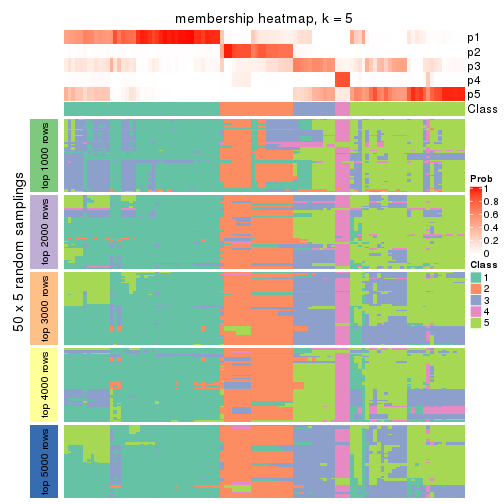 membership heatmap, k = 5
p1
p2
p3
p4
p5
Class
50 x 5 random samplings
top 1000 rows
top 2000 rows
top 3000 rows
top 4000 rows
top 5000 rows
Prob
1
0.8
0.6
0.4
0.2
0
Class
1
2
3
4
5